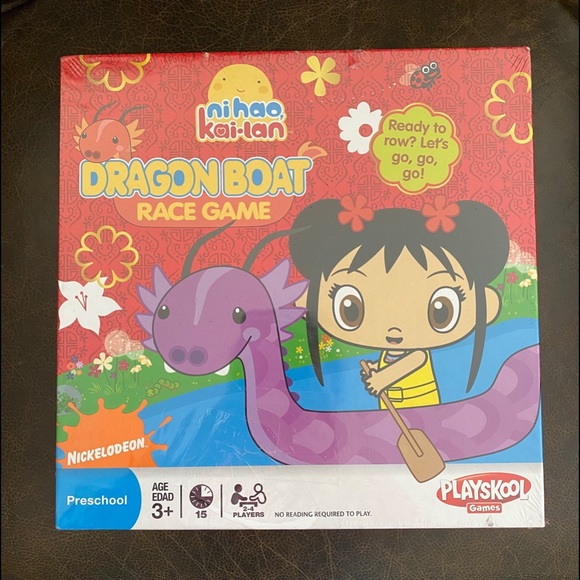 ni hao,
kai-lan
DRAGON BOAT
RACE GAME
Ready to
row? Let's
go, go,
go!
NICKELODEON
Preschool
AGE
EDAD
3+
15
2-4
PLAYERS
NO READING REQUIRED TO PLAY.
PLAYSKOOL
Games